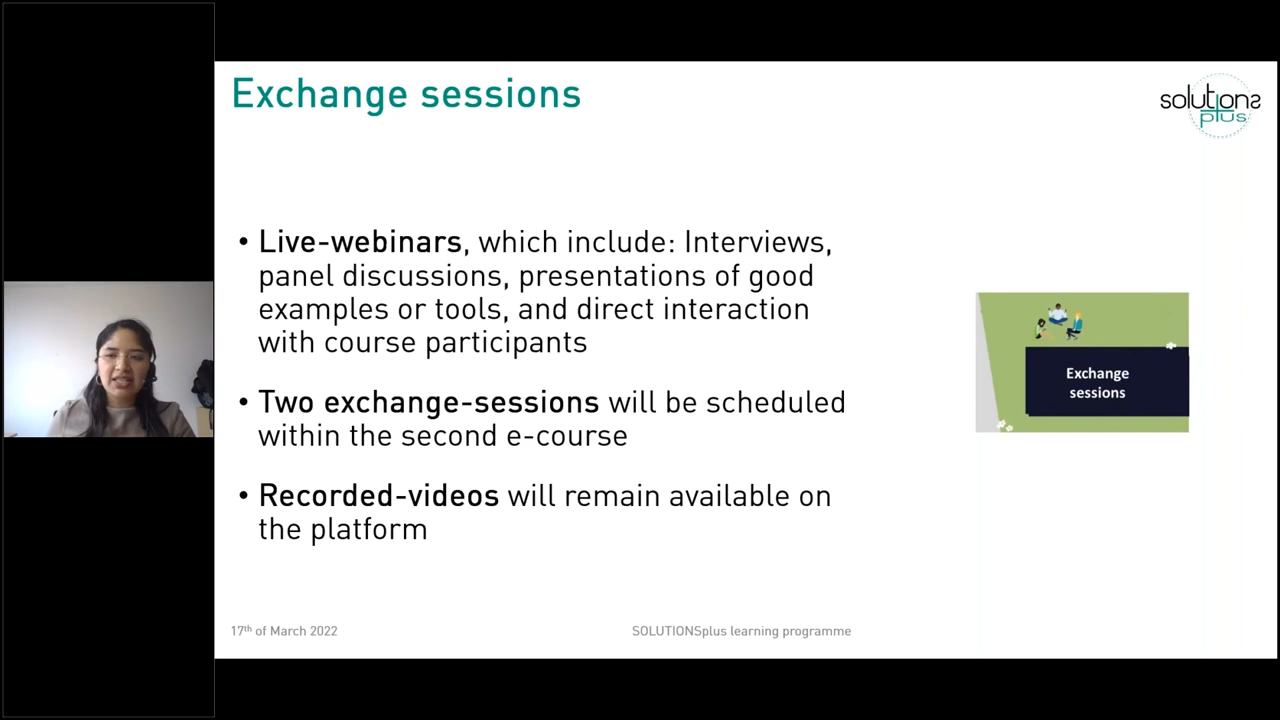 Exchange sessions
solutions
plus
• Live-webinars, which include: Interviews,
panel discussions, presentations of good
examples or tools, and direct interaction
with course participants
• Two exchange-sessions will be scheduled
within the second e-course
• Recorded-videos will remain available on
the platform
Exchange
sessions
17th of March 2022
SOLUTIONSplus learning programme